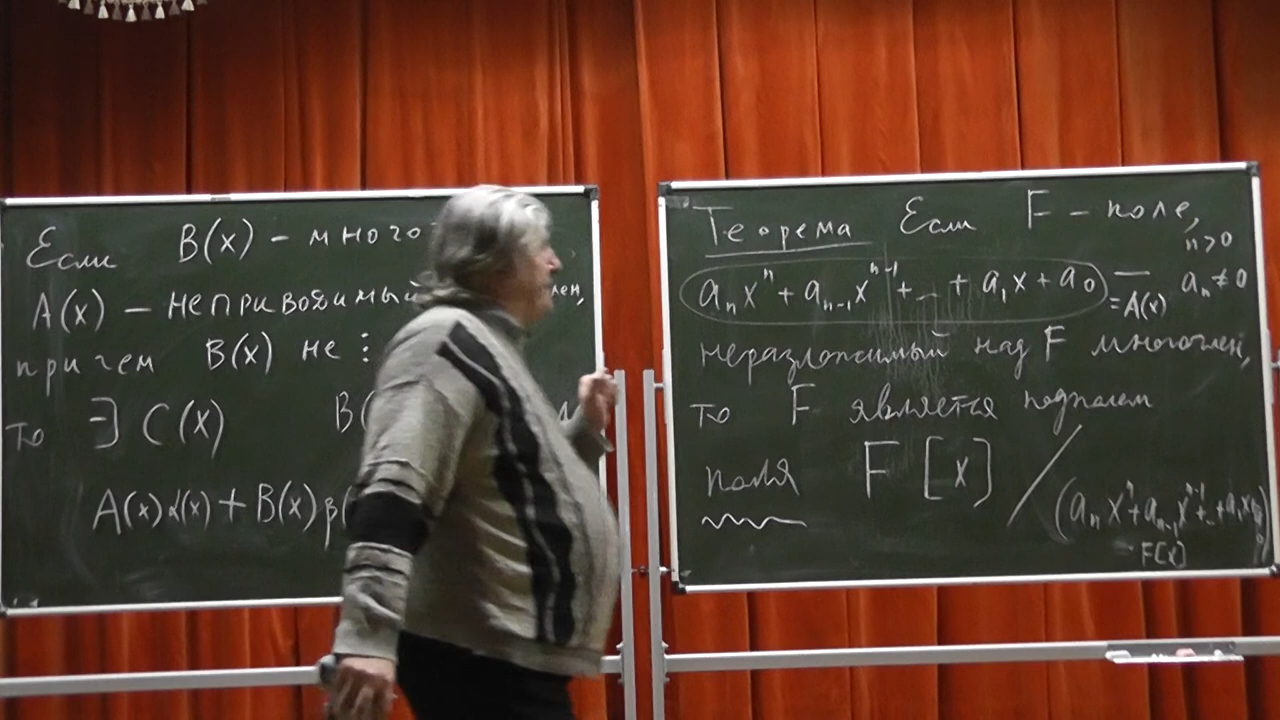 Если B(x) – много
A(x) – неприводимый лен,
причем B(x) не ⋮
то ∃ C(x) B(
A(x)α(x) + B(x)β(
Теорема Если F – поле,
n>0
aₙxⁿ + aₙ₋₁xⁿ⁻¹ + ... + a₁x + a₀ — aₙ ≠ 0
= A(x)
неразложимый над F многочлен,
то F является подполем
поля F[x] / (aₙxⁿ + aₙ₋₁xⁿ⁻¹ + ... + a₁x + a₀)
· F[x]